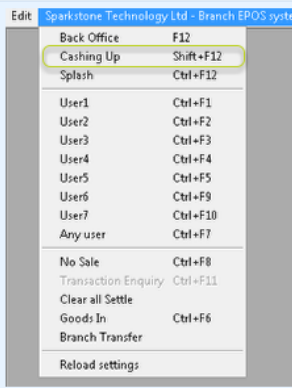 Edit Sparkstone Technology Ltd - Branch EPOS syste
Back Office F12
Cashing Up Shift+F12
Splash Ctrl+F12
User1 Ctrl+F1
User2 Ctrl+F2
User3 Ctrl+F3
User4 Ctrl+F4
User5 Ctrl+F5
User6 Ctrl+F9
User7 Ctrl+F10
Any user Ctrl+F7
No Sale Ctrl+F8
Transaction Enquiry Ctrl+F11
Clear all Settle
Goods In Ctrl+F6
Branch Transfer
Reload settings